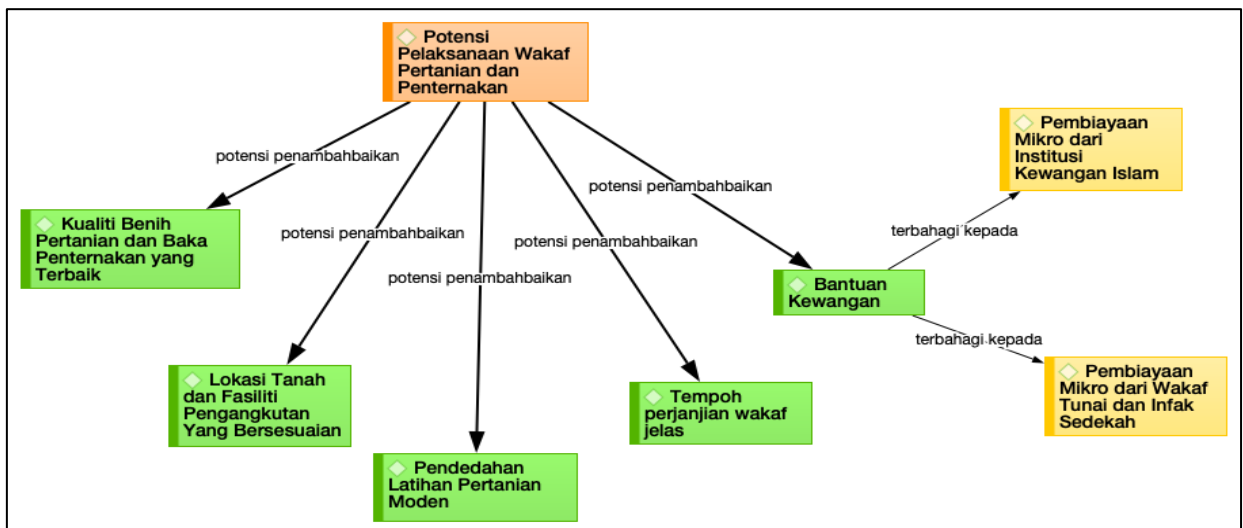 Potensi
Pelaksanaan Wakaf
Pertanian dan
Penternakan
Pembiayaan
Mikro dari
Institusi
Kewangan Islam
potensi penambahbaikan
potensi penambahbaikan
terbahagi kepada
Kualiti Benih
Pertanian dan Baka
Penternakan yang
Terbaik
potensi penambahbaikan
potensi penambahbaikan
potensi penambahbaikan
Bantuan
Kewangan
terbahagi kepada
Lokasi Tanah
dan Fasiliti
Pengangkutan
Yang Bersesuaian
Tempoh
perjanjian wakaf
jelas
Pembiayaan
Mikro dari Wakaf
Tunai dan Infak
Sedekah
Pendedahan
Latihan Pertanian
Moden